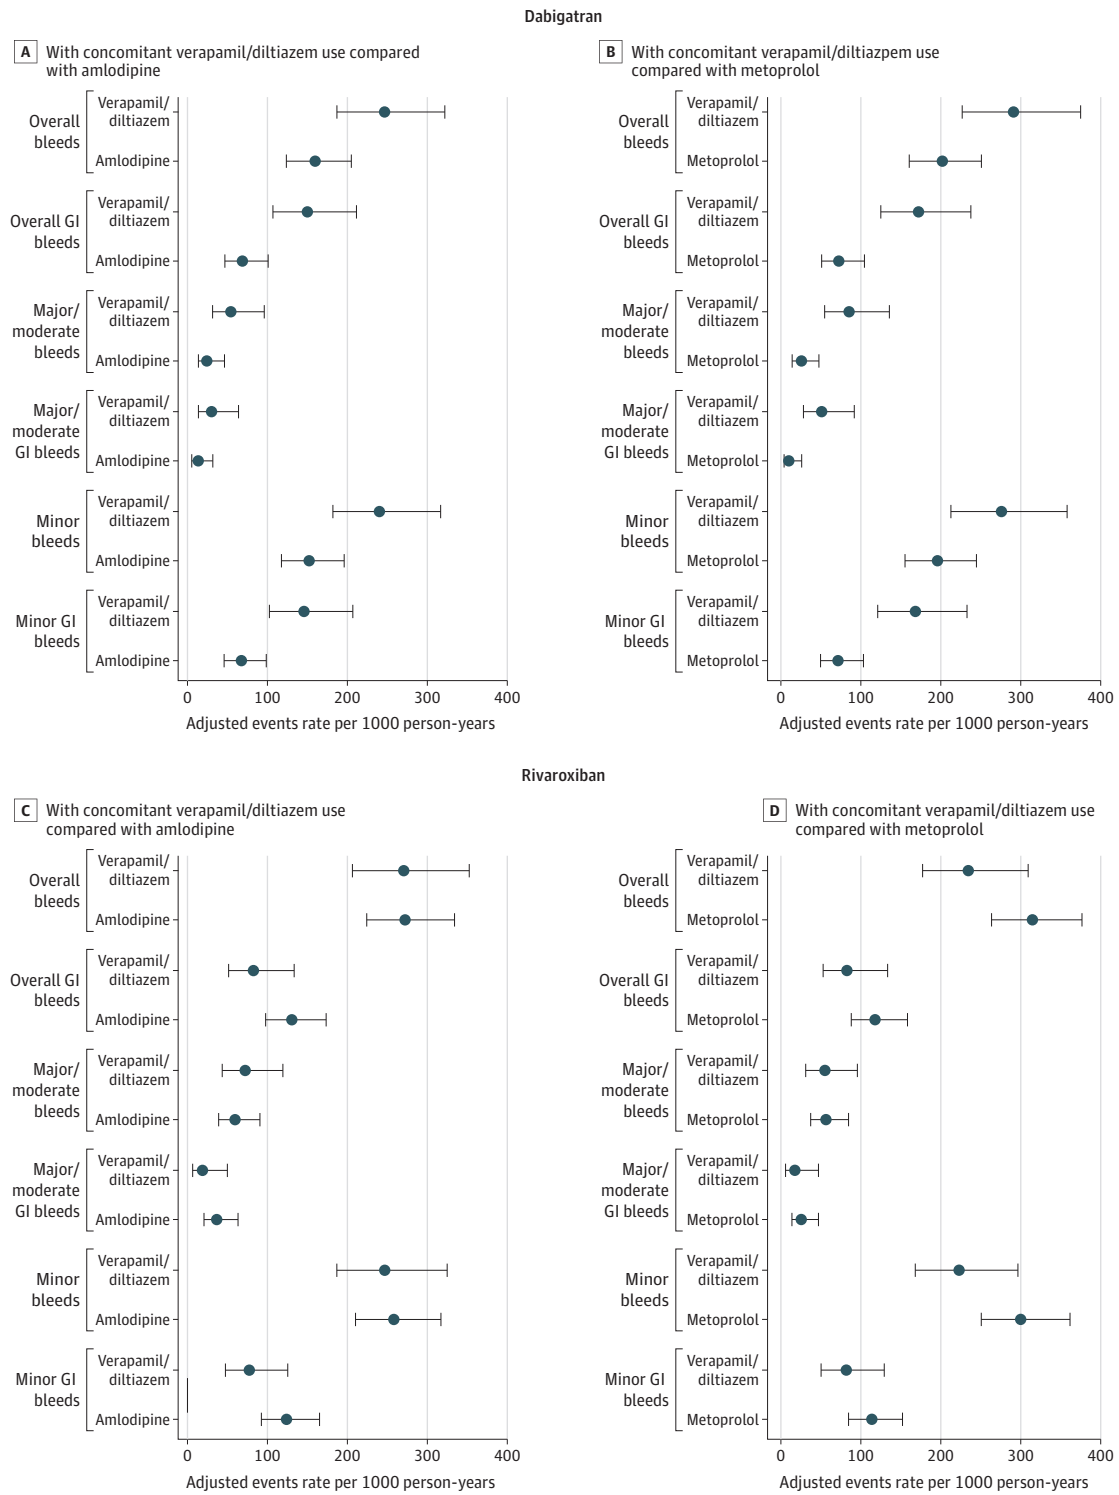 Dabigatran
A With concomitant verapamil/diltiazem use compared
with amlodipine
Overall
bleeds
Verapamil/
diltiazem
Amlodipine
Overall GI
bleeds
Verapamil/
diltiazem
Amlodipine
Major/
moderate
bleeds
Verapamil/
diltiazem
Amlodipine
Major/
moderate
GI bleeds
Verapamil/
diltiazem
Amlodipine
Minor
bleeds
Verapamil/
diltiazem
Amlodipine
Minor GI
bleeds
Verapamil/
diltiazem
Amlodipine
0 100 200 300 400
Adjusted events rate per 1000 person-years
B With concomitant verapamil/diltiazpem use
compared with metoprolol
Overall
bleeds
Verapamil/
diltiazem
Metoprolol
Overall GI
bleeds
Verapamil/
diltiazem
Metoprolol
Major/
moderate
bleeds
Verapamil/
diltiazem
Metoprolol
Major/
moderate
GI bleeds
Verapamil/
diltiazem
Metoprolol
Minor
bleeds
Verapamil/
diltiazem
Metoprolol
Minor GI
bleeds
Verapamil/
diltiazem
Metoprolol
0 100 200 300 400
Adjusted events rate per 1000 person-years
Rivaroxiban
C With concomitant verapamil/diltiazem use
compared with amlodipine
Overall
bleeds
Verapamil/
diltiazem
Amlodipine
Overall GI
bleeds
Verapamil/
diltiazem
Amlodipine
Major/
moderate
bleeds
Verapamil/
diltiazem
Amlodipine
Major/
moderate
GI bleeds
Verapamil/
diltiazem
Amlodipine
Minor
bleeds
Verapamil/
diltiazem
Amlodipine
Minor GI
bleeds
Verapamil/
diltiazem
Amlodipine
0 100 200 300 400
Adjusted events rate per 1000 person-years
D With concomitant verapamil/diltiazem use
compared with metoprolol
Overall
bleeds
Verapamil/
diltiazem
Metoprolol
Overall GI
bleeds
Verapamil/
diltiazem
Metoprolol
Major/
moderate
bleeds
Verapamil/
diltiazem
Metoprolol
Major/
moderate
GI bleeds
Verapamil/
diltiazem
Metoprolol
Minor
bleeds
Verapamil/
diltiazem
Metoprolol
Minor GI
bleeds
Verapamil/
diltiazem
Metoprolol
0 100 200 300 400
Adjusted events rate per 1000 person-years